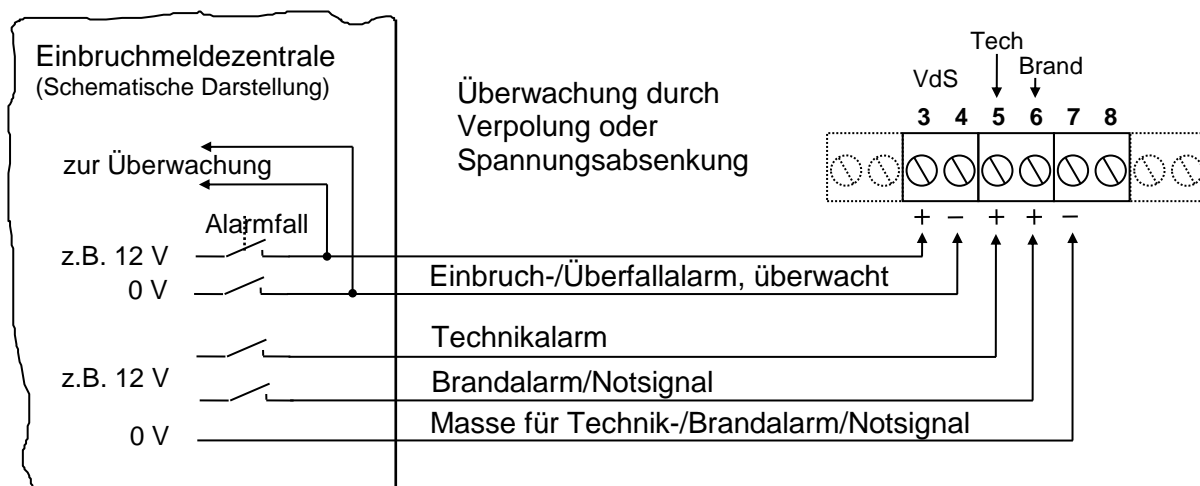 Einbruchmeldezentrale
(Schematische Darstellung)
zur Überwachung
Alarmfall
z.B. 12 V
0 V
z.B. 12 V
0 V
Überwachung durch
Verpolung oder
Spannungsabsenkung
Tech
VdS Brand
3 4 5 6 7 8
+ – + + –
Einbruch-/Überfallalarm, überwacht
Technikalarm
Brandalarm/Notsignal
Masse für Technik-/Brandalarm/Notsignal